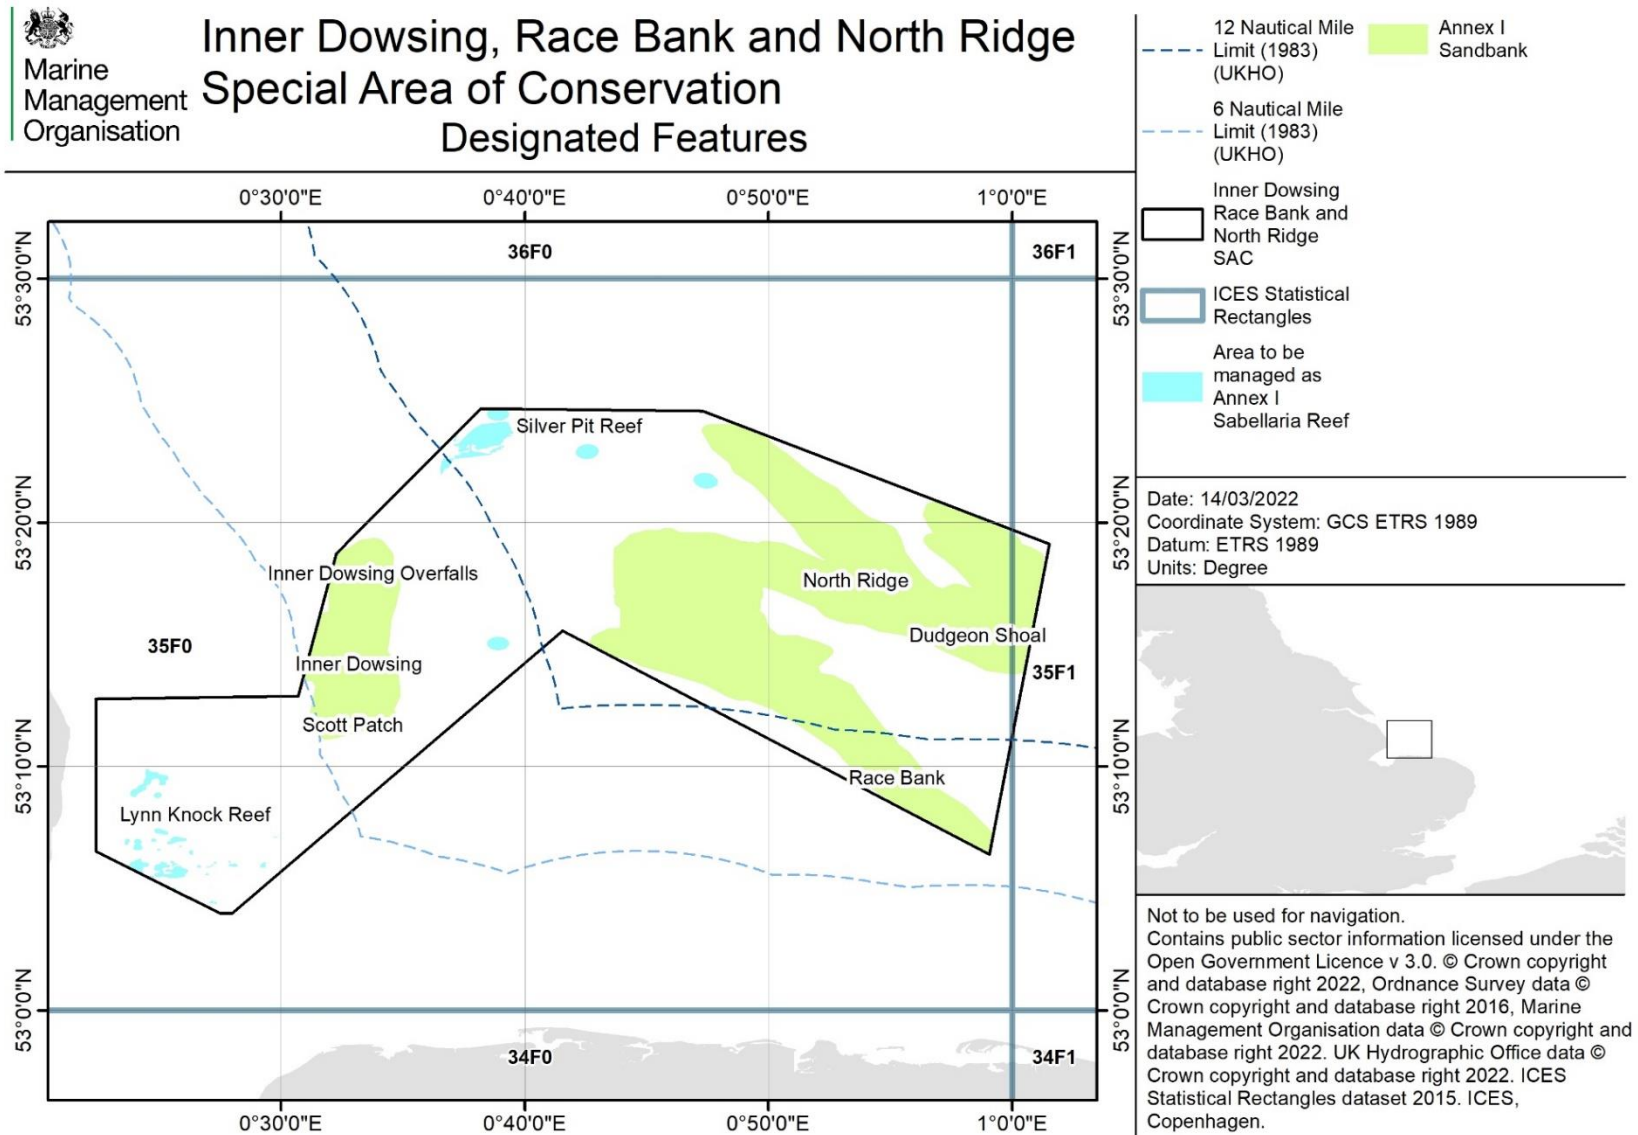 Marine
Management
Organisation
Inner Dowsing, Race Bank and North Ridge
Special Area of Conservation
Designated Features
0°30'0"E
0°40'0"E
0°50'0"E
1°0'0"E
36F0
36F1
53°30'0"N
53°30'0"N
Silver Pit Reef
53°20'0"N
53°20'0"N
Inner Dowsing Overfalls
North Ridge
Dudgeon Shoal
35F0
Inner Dowsing
35F1
Scott Patch
53°10'0"N
53°10'0"N
Race Bank
Lynn Knock Reef
53°0'0"N
53°0'0"N
34F0
34F1
0°30'0"E
0°40'0"E
0°50'0"E
1°0'0"E
12 Nautical Mile
Limit (1983)
(UKHO)
Annex I
Sandbank
6 Nautical Mile
Limit (1983)
(UKHO)
Inner Dowsing
Race Bank and
North Ridge
SAC
ICES Statistical
Rectangles
Area to be
managed as
Annex I
Sabellaria Reef
Date: 14/03/2022
Coordinate System: GCS ETRS 1989
Datum: ETRS 1989
Units: Degree
Not to be used for navigation.
Contains public sector information licensed under the
Open Government Licence v 3.0. © Crown copyright
and database right 2022, Ordnance Survey data ©
Crown copyright and database right 2016, Marine
Management Organisation data © Crown copyright and
database right 2022. UK Hydrographic Office data ©
Crown copyright and database right 2022. ICES
Statistical Rectangles dataset 2015. ICES,
Copenhagen.